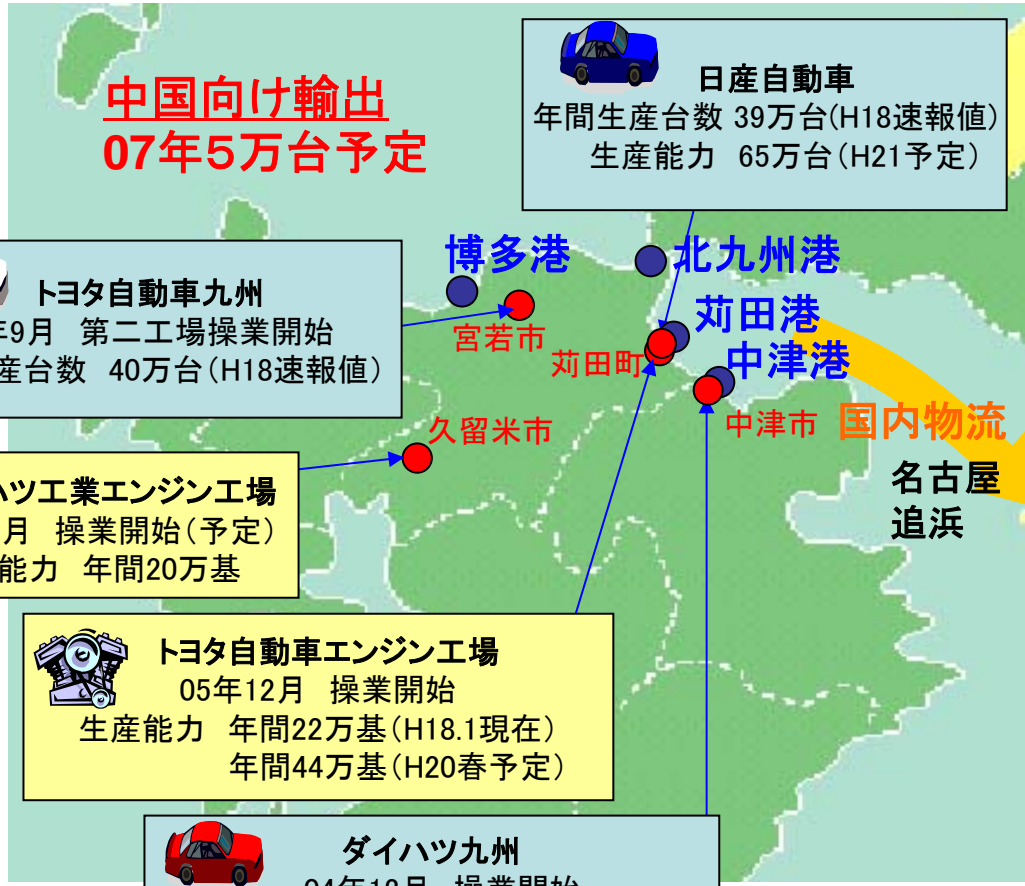 中国向け輸出
07年５万台予定
日産自動車
年間生産台数 39万台(H18速報値)
生産能力 65万台(H21予定)
博多港
北九州港
トヨタ自動車九州
年9月 第二工場操業開始
産台数 40万台(H18速報値)
宮若市
苅田港
苅田町
中津港
久留米市
中津市
国内物流
名古屋
追浜
ハツ工業エンジン工場
月 操業開始(予定)
能力 年間20万基
トヨタ自動車エンジン工場
05年12月 操業開始
生産能力 年間22万基(H18.1現在)
年間44万基(H20春予定)
ダイハツ九州
04年12月 操業開始